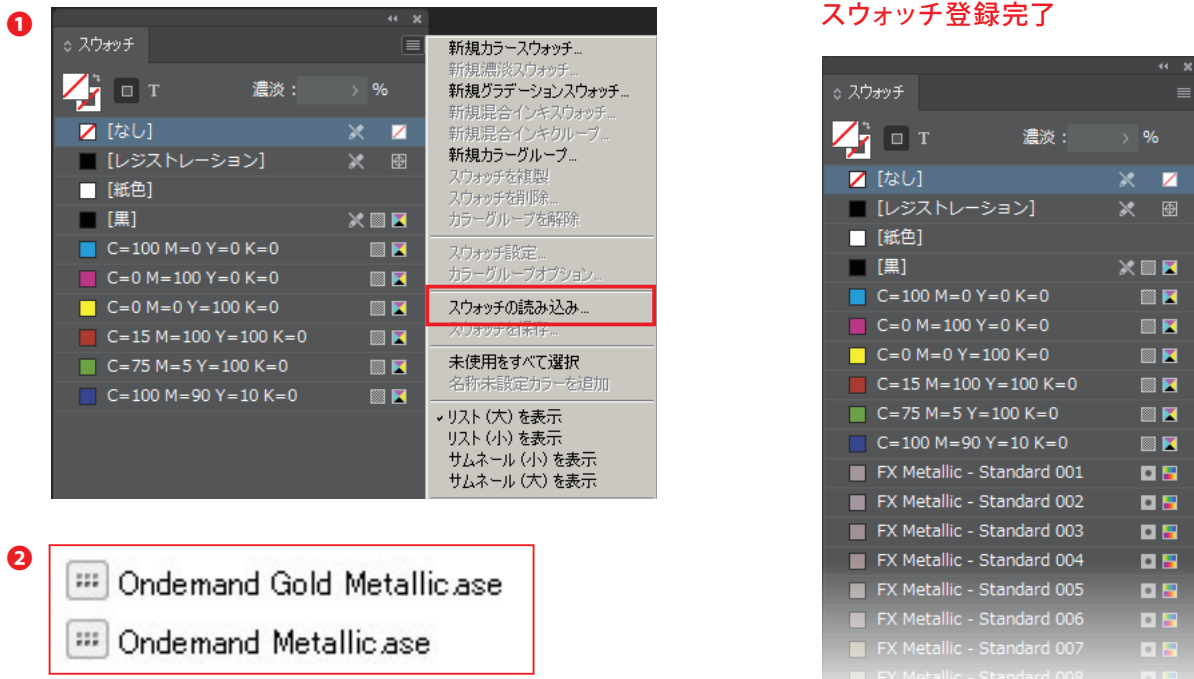 ❶
スウォッチ
濃淡：
%
T
[なし]
[レジストレーション]
[紙色]
[黒]
C=100 M=0 Y=0 K=0
C=0 M=100 Y=0 K=0
C=0 M=0 Y=100 K=0
C=15 M=100 Y=100 K=0
C=75 M=5 Y=100 K=0
C=100 M=90 Y=10 K=0
新規カラースウォッチ...
新規濃淡スウォッチ...
新規グラデーションスウォッチ...
新規混合インキスウォッチ...
新規混合インキグループ...
新規カラーグループ...
スウォッチを複製
スウォッチを削除...
カラーグループを解除
スウォッチ設定...
カラーグループオプション...
スウォッチの読み込み...
スウォッチを保存...
未使用をすべて選択
名称未設定カラーを追加
✓リスト（大）を表示
リスト（小）を表示
サムネール（小）を表示
サムネール（大）を表示
❷
Ondemand Gold Metallic.ase
Ondemand Metallic.ase
スウォッチ登録完了
スウォッチ
T 濃淡： %
[なし]
[レジストレーション]
[紙色]
[黒]
C=100 M=0 Y=0 K=0
C=0 M=100 Y=0 K=0
C=0 M=0 Y=100 K=0
C=15 M=100 Y=100 K=0
C=75 M=5 Y=100 K=0
C=100 M=90 Y=10 K=0
FX Metallic - Standard 001
FX Metallic - Standard 002
FX Metallic - Standard 003
FX Metallic - Standard 004
FX Metallic - Standard 005
FX Metallic - Standard 006
FX Metallic - Standard 007
FX Metallic - Standard 008